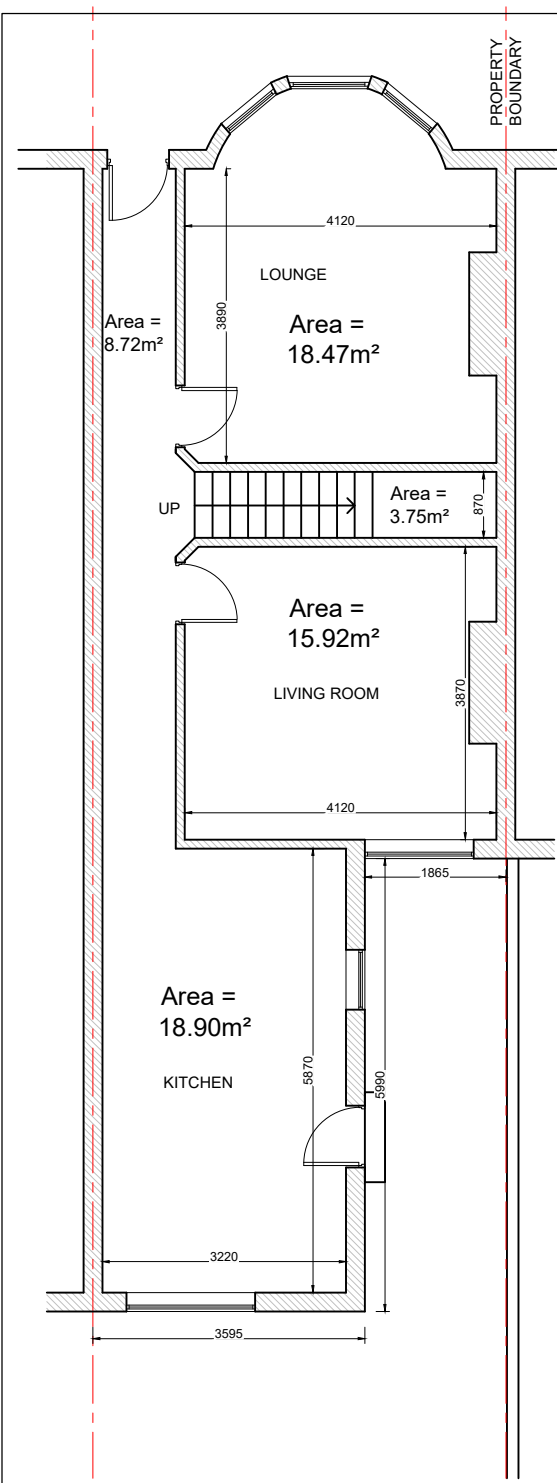 PROPERTY
BOUNDARY
4120
LOUNGE
3890
Area =
8.72m²
Area =
18.47m²
UP
Area =
3.75m²
870
Area =
15.92m²
LIVING ROOM
3870
4120
1865
Area =
18.90m²
KITCHEN
5870
5990
3220
3595